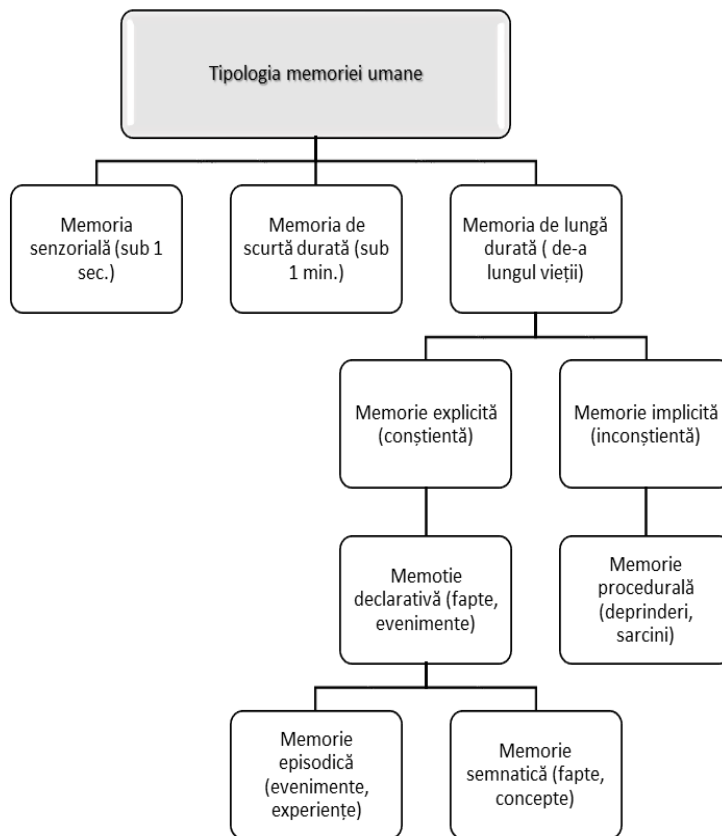 Tipologia memoriei umane
Memoria
senzorială (sub 1
sec.)
Memoria de
scurtă durată (sub
1 min.)
Memoria de lungă
durată ( de-a
lungul vieții)
Memorie explicită
(conștientă)
Memorie implicită
(inconștientă)
Memotie
declarativă (fapte,
evenimente)
Memorie
procedurală
(deprinderi,
sarcini)
Memorie
episodică
(evenimente,
experiențe)
Memorie
semnatică (fapte,
concepte)